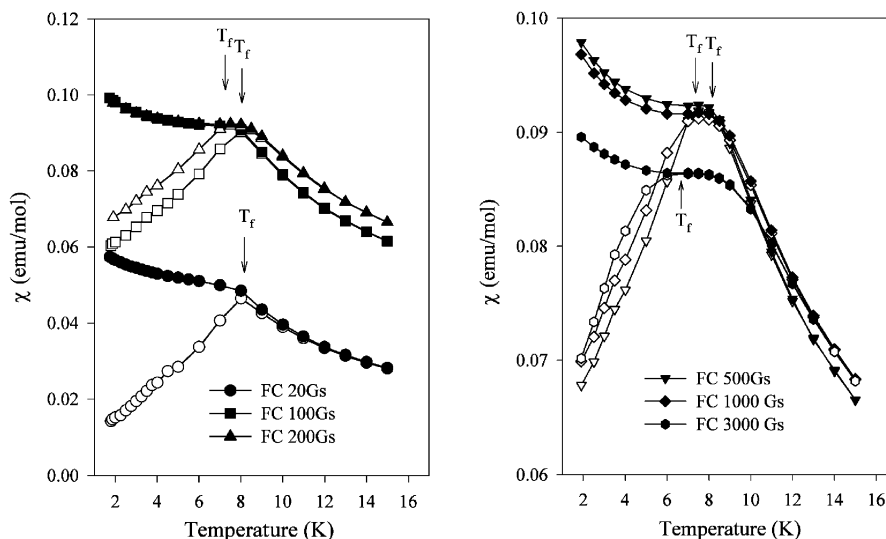 0.12
0.10
0.08
0.06
0.04
0.02
0.00
χ (emu/mol)
T_f
T_f
T_f
FC 20Gs
FC 100Gs
FC 200Gs
2 4 6 8 10 12 14 16
Temperature (K)
0.10
0.09
0.08
0.07
0.06
χ (emu/mol)
T_f T_f
T_f
FC 500Gs
FC 1000 Gs
FC 3000 Gs
2 4 6 8 10 12 14 16
Temperature (K)